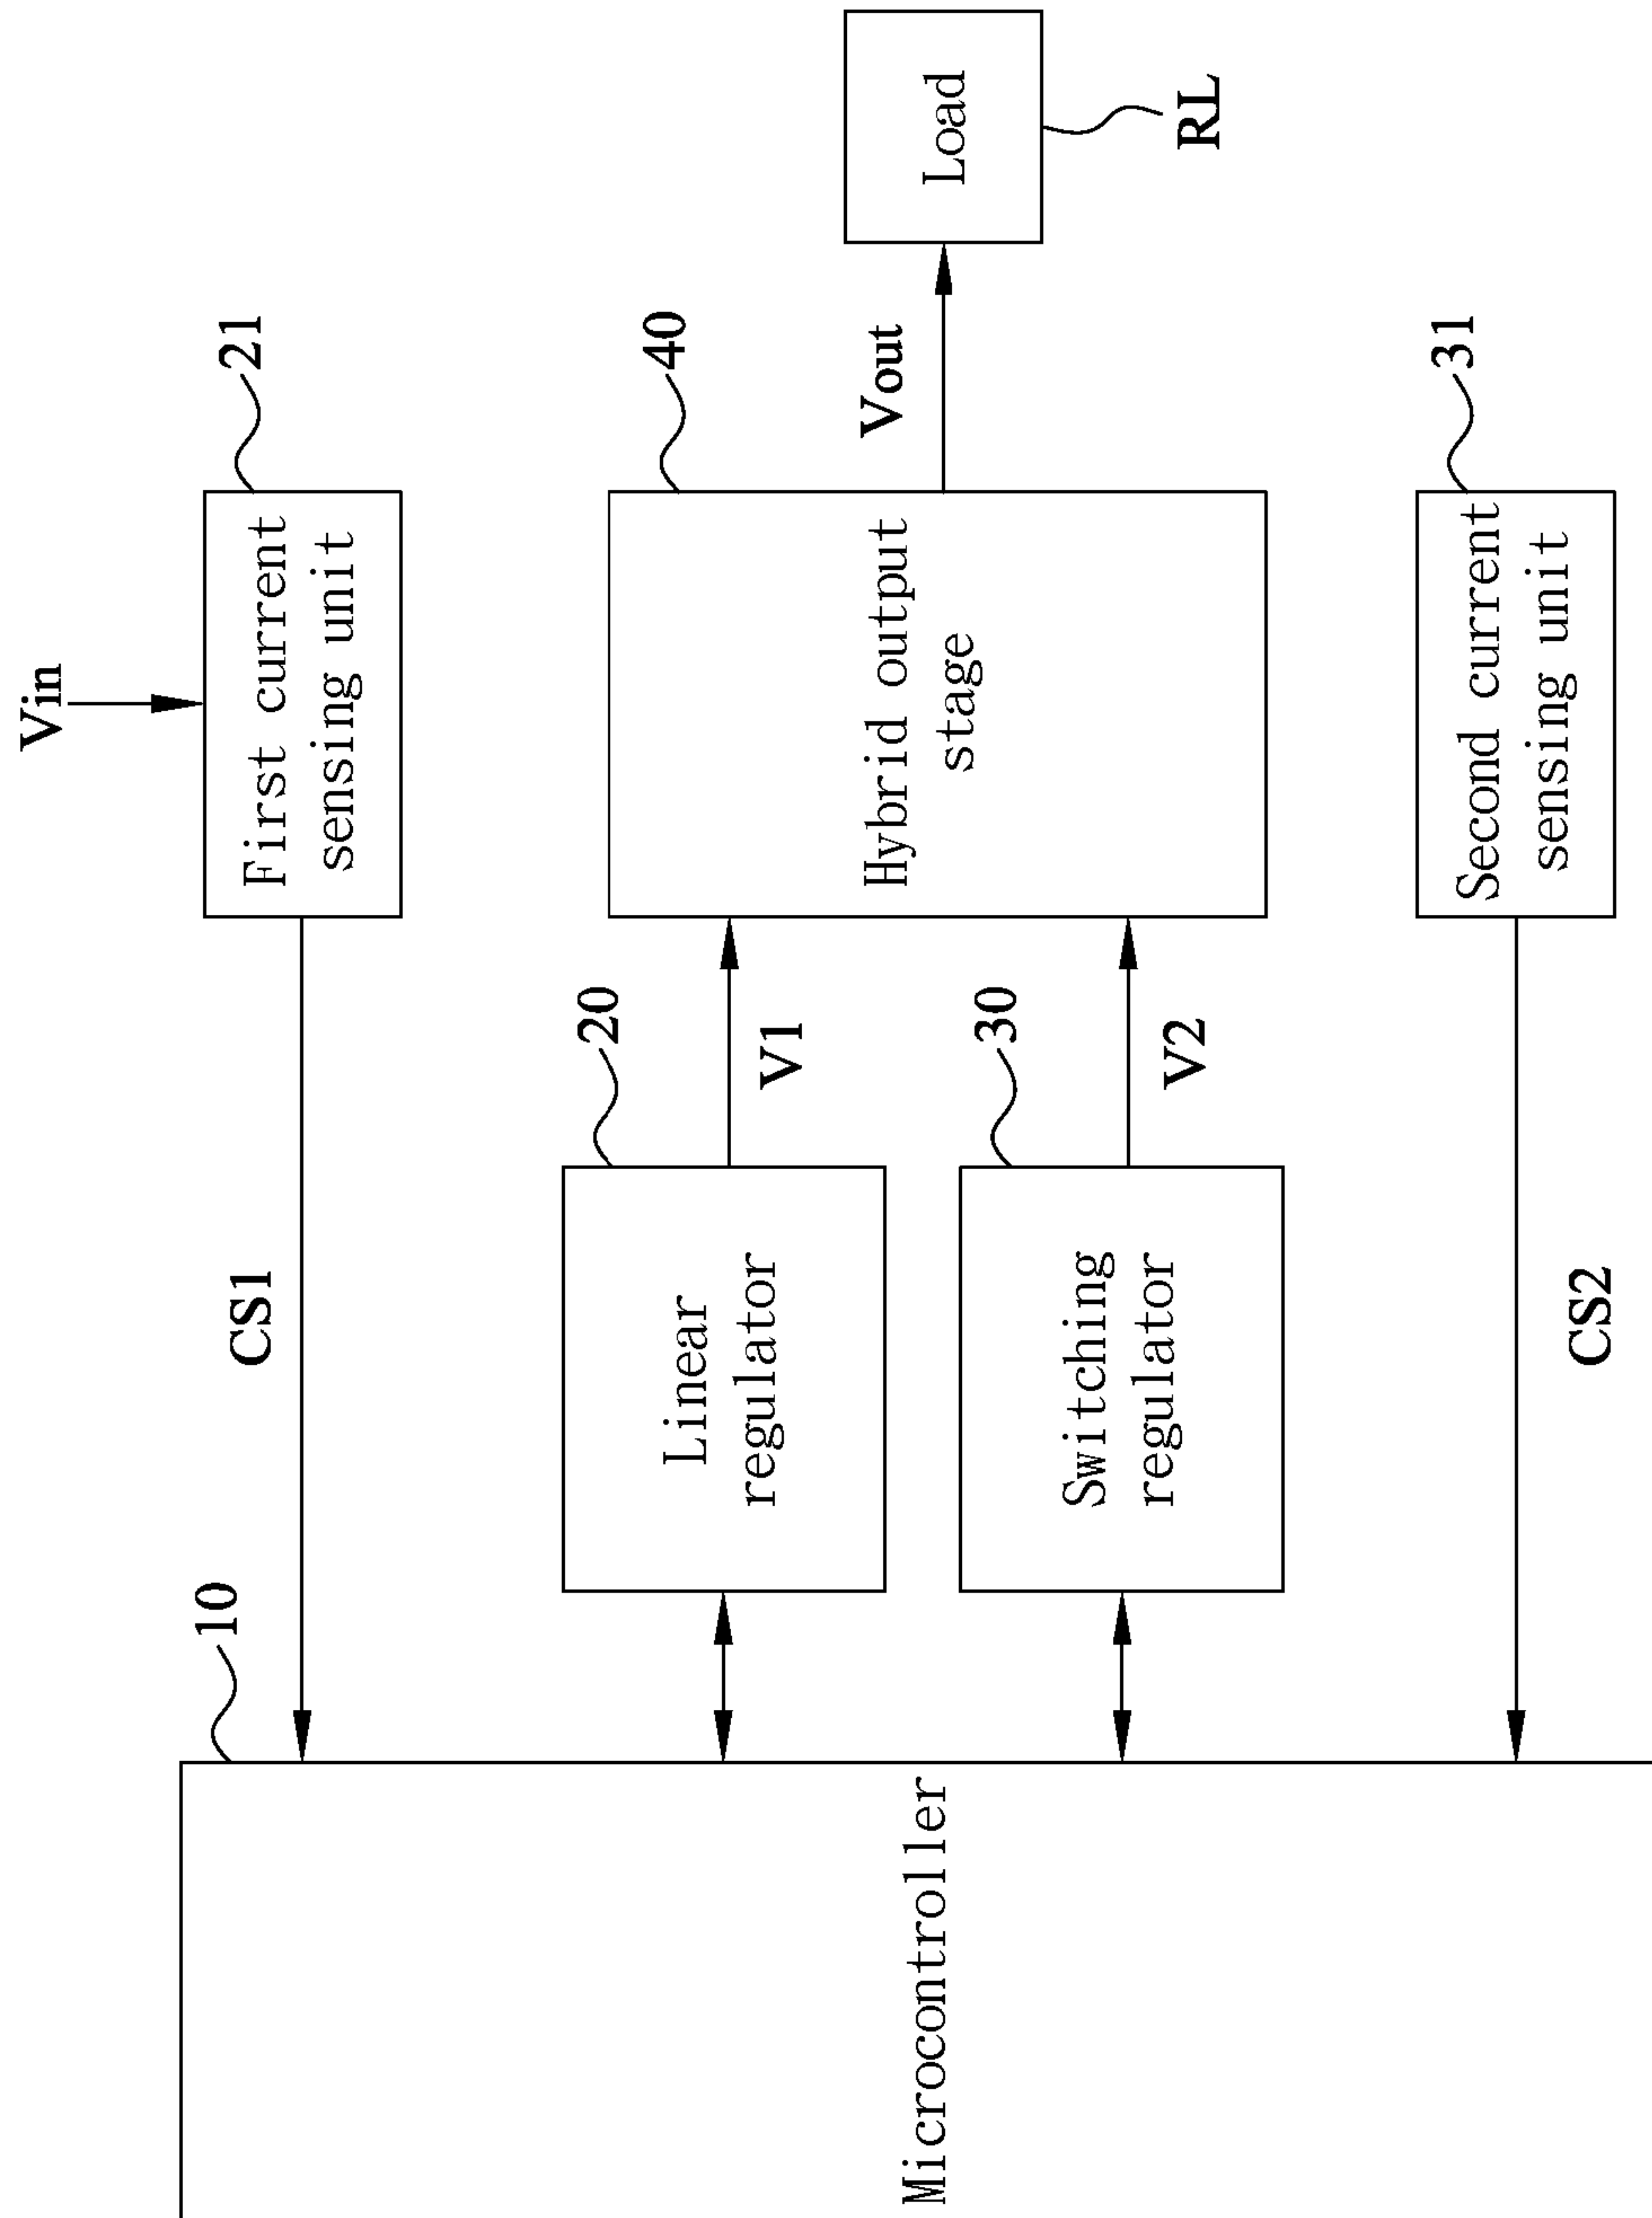 Vin
10
CS1
First current
sensing unit
21
20
Linear
regulator
V1
40
Hybrid output
stage
Vout
Load
RL
Microcontroller
30
Switching
regulator
V2
31
Second current
sensing unit
CS2